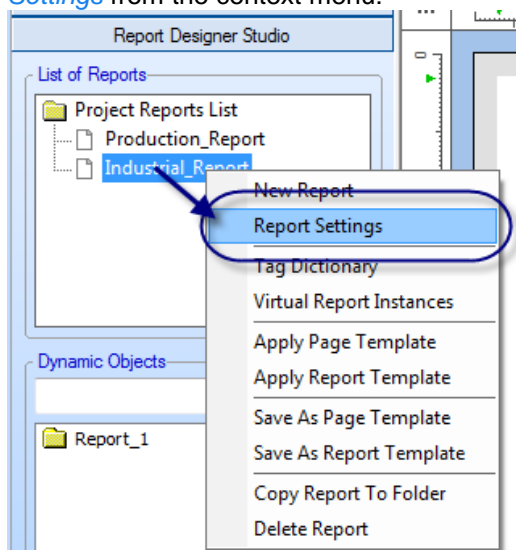 Settings from the context menu.
Report Designer Studio
List of Reports
Project Reports List
Production_Report
Industrial_Report
New Report
Report Settings
Tag Dictionary
Virtual Report Instances
Apply Page Template
Apply Report Template
Dynamic Objects
Save As Page Template
Report_1
Save As Report Template
Copy Report To Folder
Delete Report
0